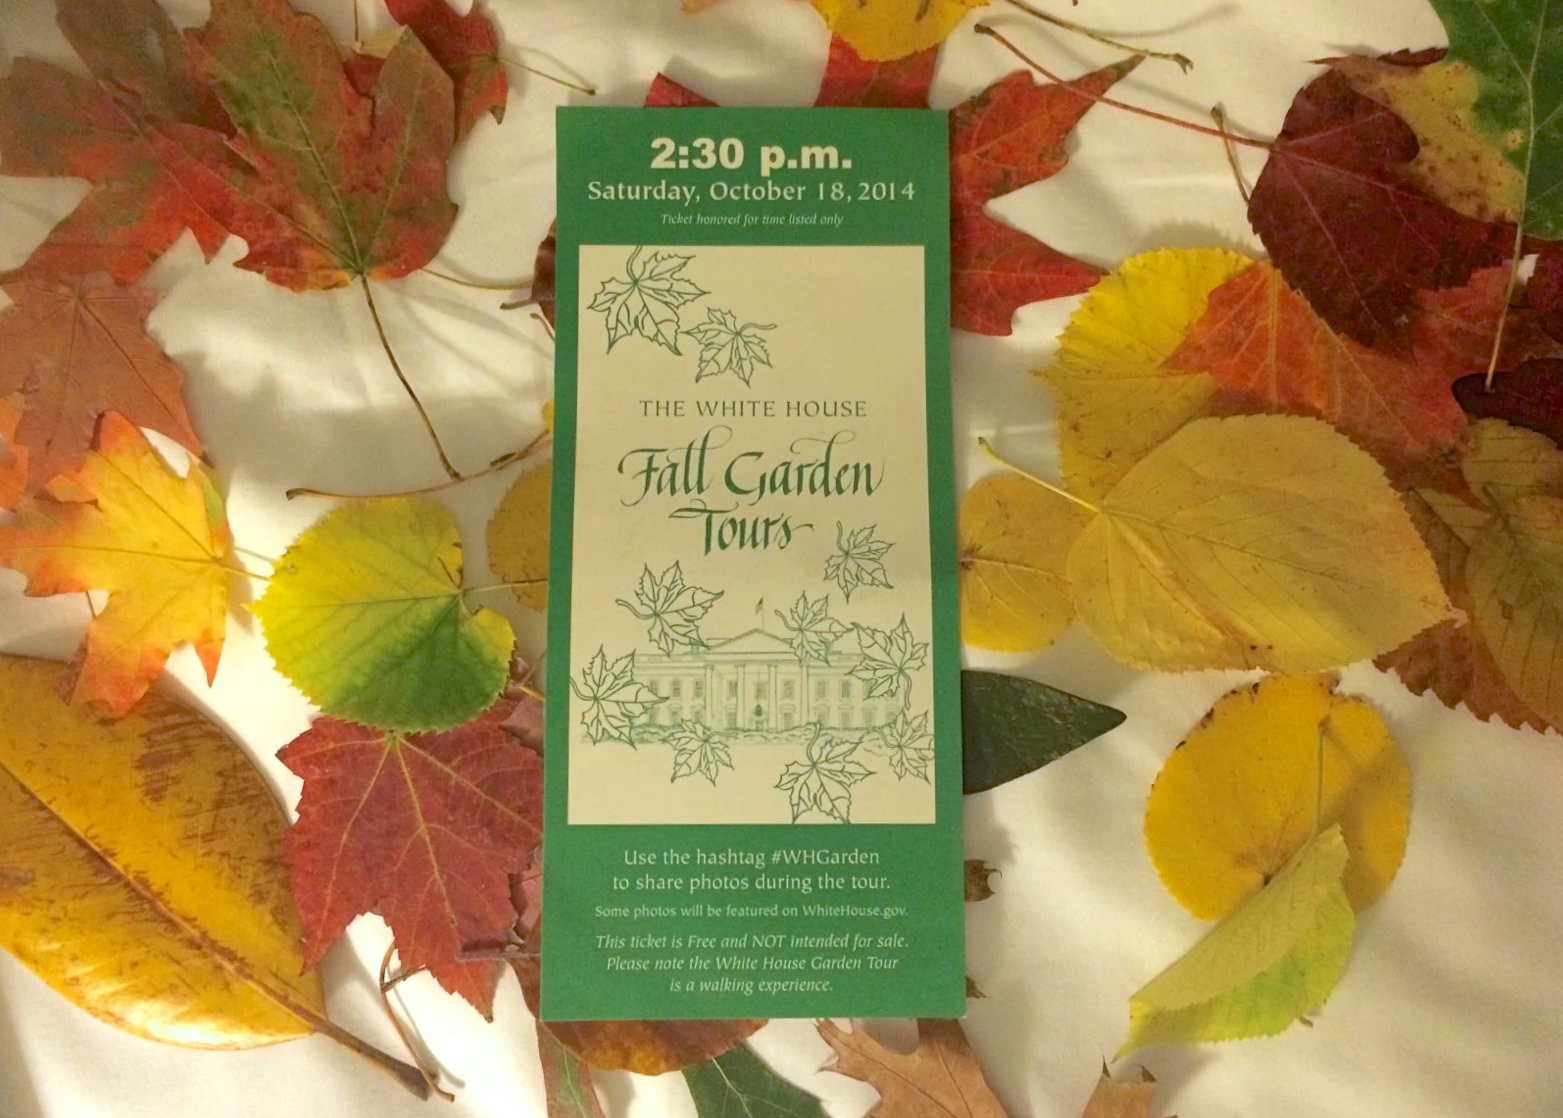 2:30 p.m.
Saturday, October 18, 2014
Ticket honored for time listed only
THE WHITE HOUSE
Fall Garden
Tours
Use the hashtag #WHGarden
to share photos during the tour.
Some photos will be featured on WhiteHouse.gov.
This ticket is Free and NOT intended for sale.
Please note the White House Garden Tour
is a walking experience.